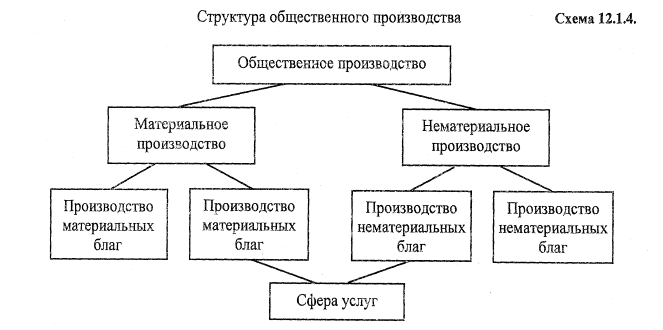 Структура общественного производства
Схема 12.1.4.
Общественное производство
Материальное
производство
Нематериальное
производство
Производство
материальных
благ
Производство
материальных
благ
Производство
нематериальных
благ
Производство
нематериальных
благ
Сфера услуг